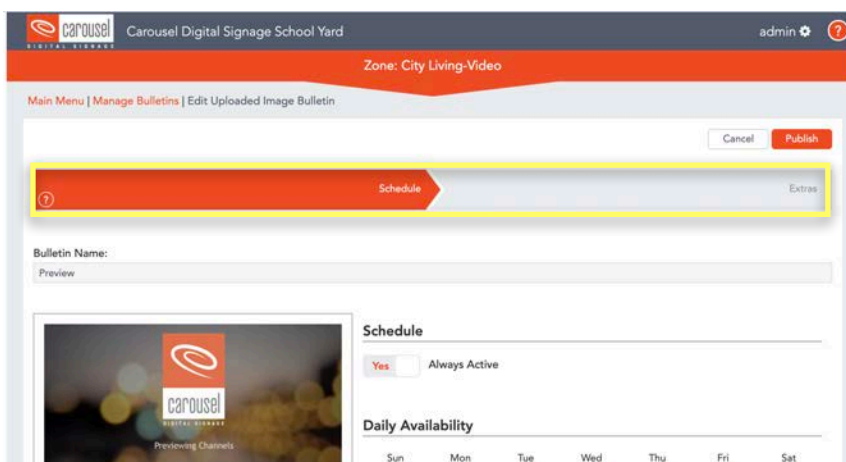 carousel
DIGITAL SIGNAGE
Carousel Digital Signage School Yard
admin
?
Zone: City Living-Video
Main Menu | Manage Bulletins | Edit Uploaded Image Bulletin
Cancel
Publish
?
Schedule
Extras
Bulletin Name:
Preview
carousel
DIGITAL SIGNAGE
Previewing Channels
Schedule
Yes
Always Active
Daily Availability
Sun Mon Tue Wed Thu Fri Sat